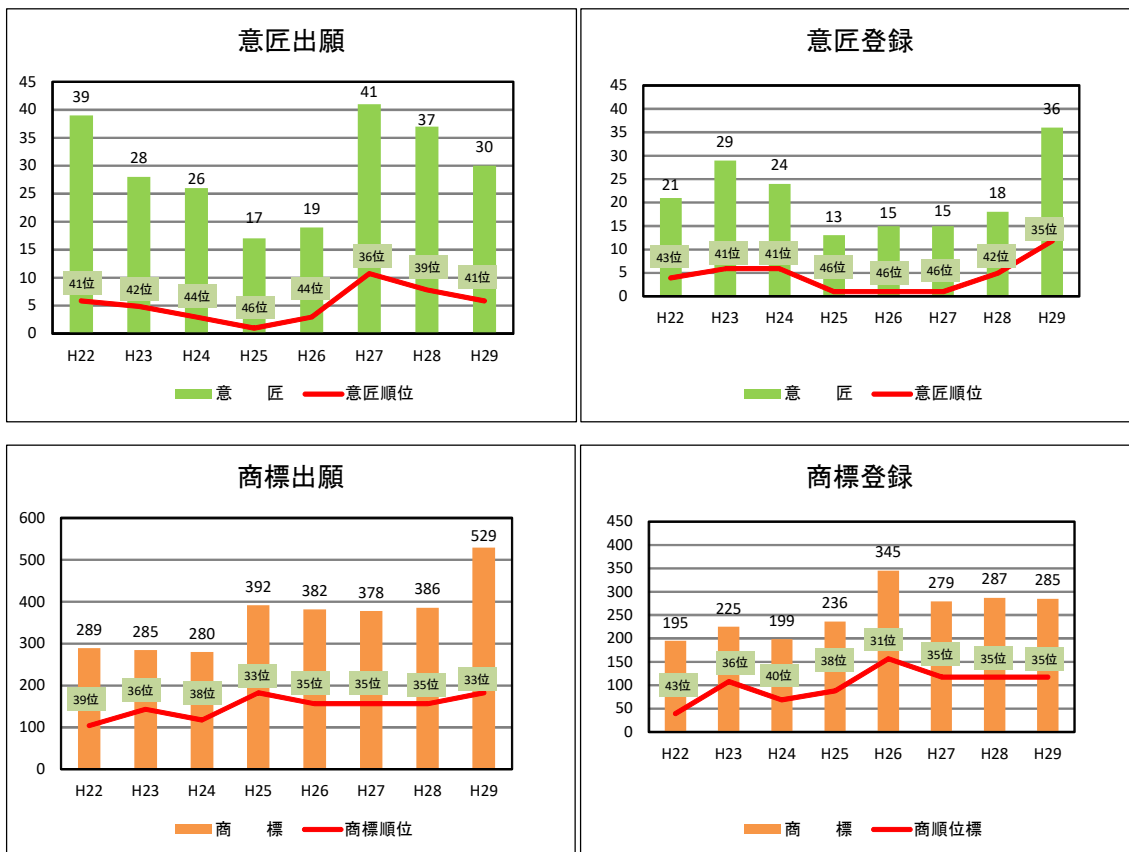 意匠出願
45
40
35
30
25
20
15
10
5
0
39
28
26
17
19
41
37
30
41位
42位
44位
46位
44位
36位
39位
41位
H22 H23 H24 H25 H26 H27 H28 H29
意　匠 意匠順位
意匠登録
45
40
35
30
25
20
15
10
5
0
21
29
24
13
15
15
18
36
43位
41位
41位
46位
46位
46位
42位
35位
H22 H23 H24 H25 H26 H27 H28 H29
意　匠 意匠順位
商標出願
600
500
400
300
200
100
0
289
285
280
392
382
378
386
529
39位
36位
38位
33位
35位
35位
35位
33位
H22 H23 H24 H25 H26 H27 H28 H29
商　標 商標順位
商標登録
450
400
350
300
250
200
150
100
50
0
195
225
199
236
345
279
287
285
43位
36位
40位
38位
31位
35位
35位
35位
H22 H23 H24 H25 H26 H27 H28 H29
商　標 商順位標